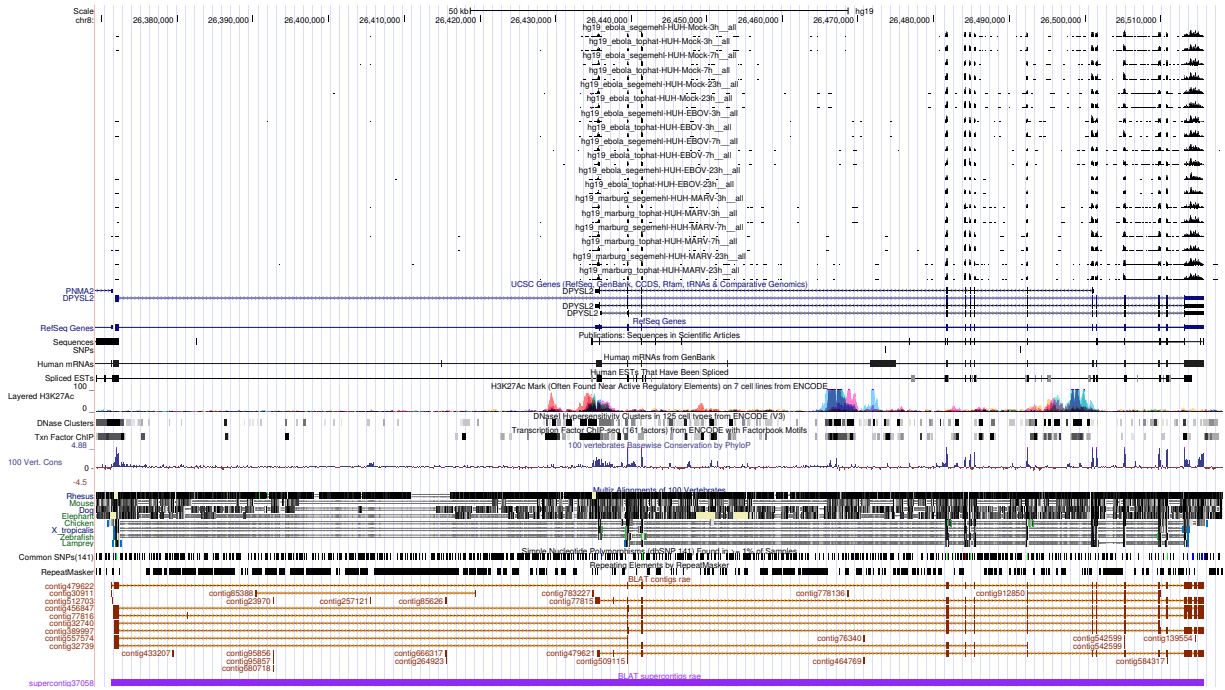 Scale 50 kb hg19
chr8: 26,380,000 26,390,000 26,400,000 26,410,000 26,420,000 26,430,000 26,440,000 26,450,000 26,460,000 26,470,000 26,480,000 26,490,000 26,500,000 26,510,000
hg19_ebola_segemehl-HUH-Mock-3h__all
hg19_ebola_tophat-HUH-Mock-3h__all
hg19_ebola_segemehl-HUH-Mock-7h__all
hg19_ebola_tophat-HUH-Mock-7h__all
hg19_ebola_segemehl-HUH-Mock-23h__all
hg19_ebola_tophat-HUH-Mock-23h__all
hg19_ebola_segemehl-HUH-EBOV-3h__all
hg19_ebola_tophat-HUH-EBOV-3h__all
hg19_ebola_segemehl-HUH-EBOV-7h__all
hg19_ebola_tophat-HUH-EBOV-7h__all
hg19_ebola_segemehl-HUH-EBOV-23h__all
hg19_ebola_tophat-HUH-EBOV-23h__all
hg19_marburg_segemehl-HUH-MARV-3h__all
hg19_marburg_tophat-HUH-MARV-3h__all
hg19_marburg_segemehl-HUH-MARV-7h__all
hg19_marburg_tophat-HUH-MARV-7h__all
hg19_marburg_segemehl-HUH-MARV-23h__all
hg19_marburg_tophat-HUH-MARV-23h__all
UCSC Genes (RefSeq, GenBank, CCDS, Rfam, tRNAs & Comparative Genomics)
PNMA2 DPYSL2
DPYSL2
DPYSL2
DPYSL2
RefSeq Genes
RefSeq Genes
Publications: Sequences in Scientific Articles
Sequences
SNPs
Human mRNAs from GenBank
Human mRNAs
Human ESTs That Have Been Spliced
Spliced ESTs
H3K27Ac Mark (Often Found Near Active Regulatory Elements) on 7 cell lines from ENCODE
100
Layered H3K27Ac
0
DNaseI Hypersensitivity Clusters in 125 cell types from ENCODE (V3)
DNase Clusters
Transcription Factor ChIP-seq (161 factors) from ENCODE with Factorbook Motifs
Txn Factor ChIP
100 vertebrates Basewise Conservation by PhyloP
4.88
100 Vert. Cons
0
-4.5
Multiz Alignments of 100 Vertebrates
Rhesus
Mouse
Dog
Elephant
Chicken
X_tropicalis
Zebrafish
Lamprey
Simple Nucleotide Polymorphisms (dbSNP 141) Found in >= 1% of Samples
Common SNPs(141)
Repeating Elements by RepeatMasker
RepeatMasker
BLAT contigs rae
contig479622
contig30911 contig85388 contig783227 contig778136 contig912850
contig512703 contig23970 contig257121 contig85626 contig77815
contig456847
contig77816
contig32740
contig389997
contig557574 contig76340 contig542599 contig139554
contig32739 contig542599
contig433207 contig95856 contig666317 contig479621
contig95857 contig264923 contig509115 contig464769 contig584317
contig680718
BLAT supercontigs rae
supercontig37058